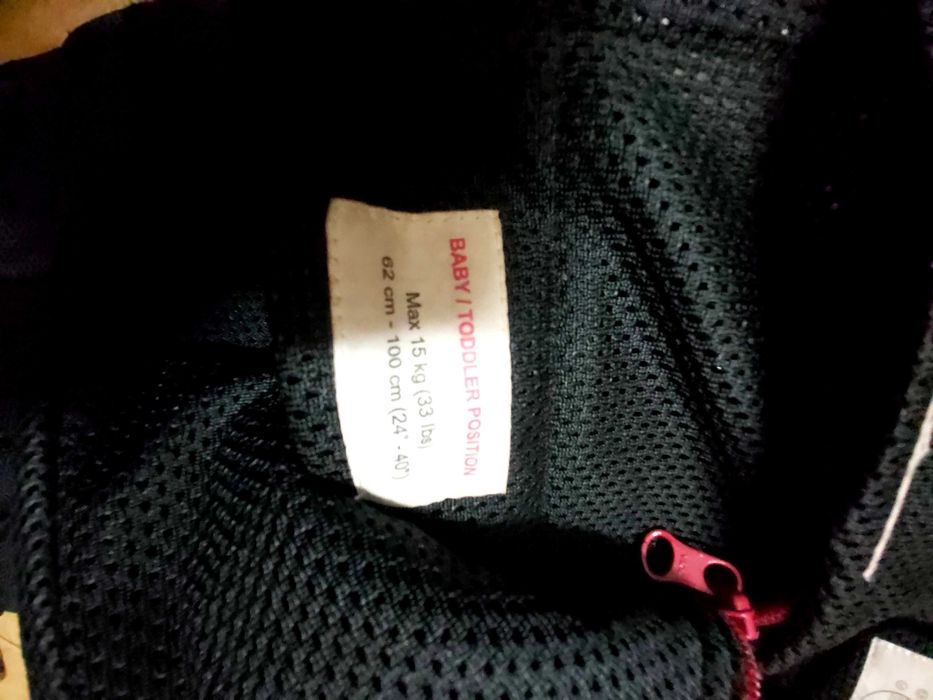 BABY / TODDLER POSITION
Max 15 kg (33 lbs)
62 cm - 100 cm (24" - 40")